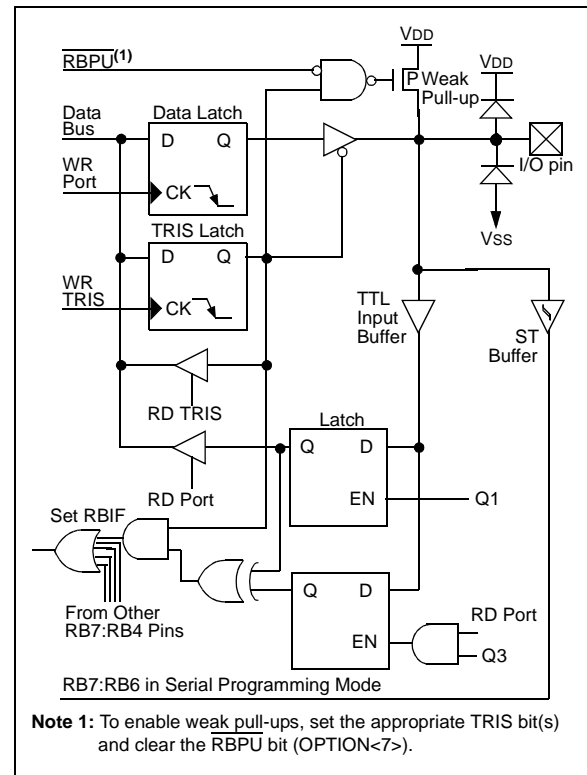 VDD
RBPU(1)
VDD
P Weak
Pull-up
Data
Bus
Data Latch
D Q
WR
Port
CK
I/O pin
VSS
TRIS Latch
D Q
WR
TRIS
CK
TTL
Input
Buffer
ST
Buffer
RD TRIS
Latch
Q D
EN
Q1
RD Port
Set RBIF
Q D
From Other
RB7:RB4 Pins
RD Port
EN
Q3
RB7:RB6 in Serial Programming Mode
Note 1: To enable weak pull-ups, set the appropriate TRIS bit(s)
and clear the RBPU bit (OPTION<7>).